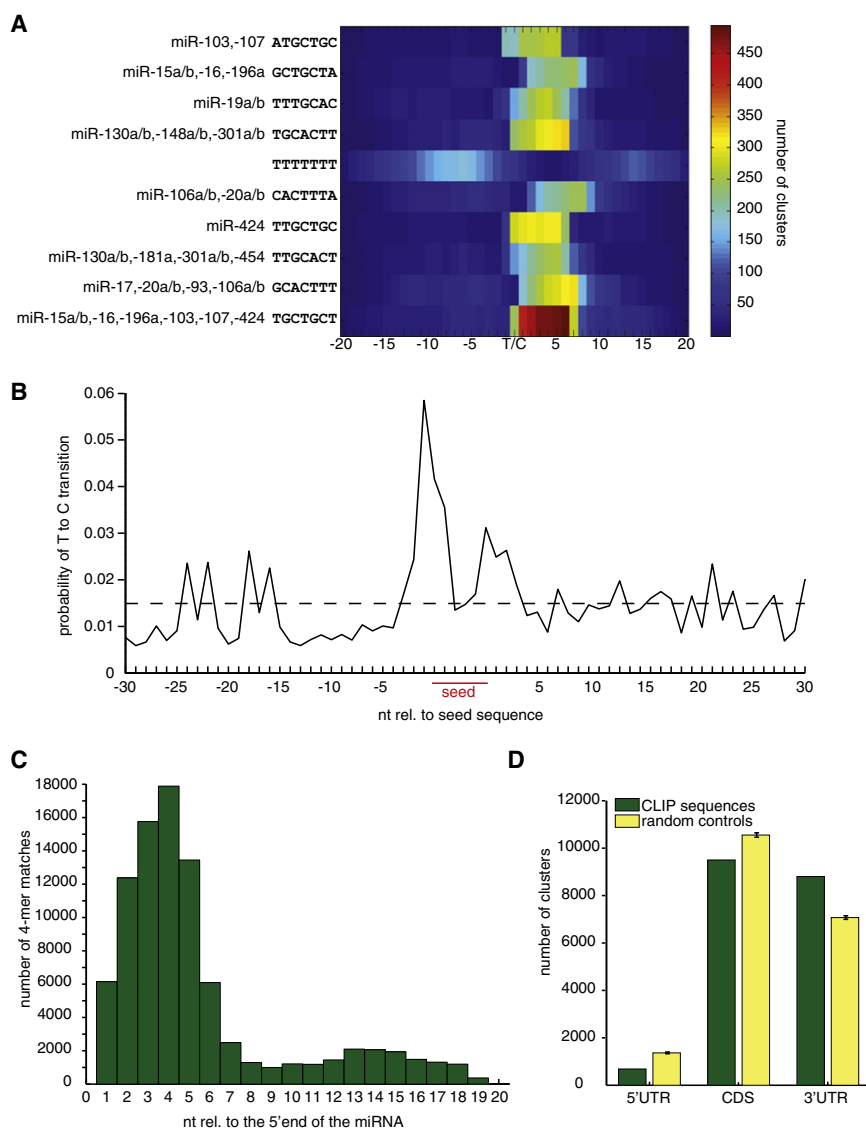 A
miR-103,-107 ATGCTGC
miR-15a/b,-16,-196a GCTGCTA
miR-19a/b TTTGCAC
miR-130a/b,-148a/b,-301a/b TGCACTT
TTTTTTT
miR-106a/b,-20a/b CACTTTA
miR-424 TTGCTGC
miR-130a/b,-181a,-301a/b,-454 TTGCACT
miR-17,-20a/b,-93,-106a/b GCACTTT
miR-15a/b,-16,-196a,-103,-107,-424 TGCTGCT
-20 -15 -10 -5 T/C 5 10 15 20
450
400
350
300
250
200
150
100
50
number of clusters
B
0.06
0.05
0.04
0.03
0.02
0.01
0
probability of T to C transition
-30 -25 -20 -15 -10 -5 5 10 15 20 25 30
seed
nt rel. to seed sequence
C
18000
16000
14000
12000
10000
8000
6000
4000
2000
0
number of 4-mer matches
0 1 2 3 4 5 6 7 8 9 10 11 12 13 14 15 16 17 18 19 20
nt rel. to the 5'end of the miRNA
D
CLIP sequences
random controls
12000
10000
8000
6000
4000
2000
0
number of clusters
5'UTR CDS 3'UTR